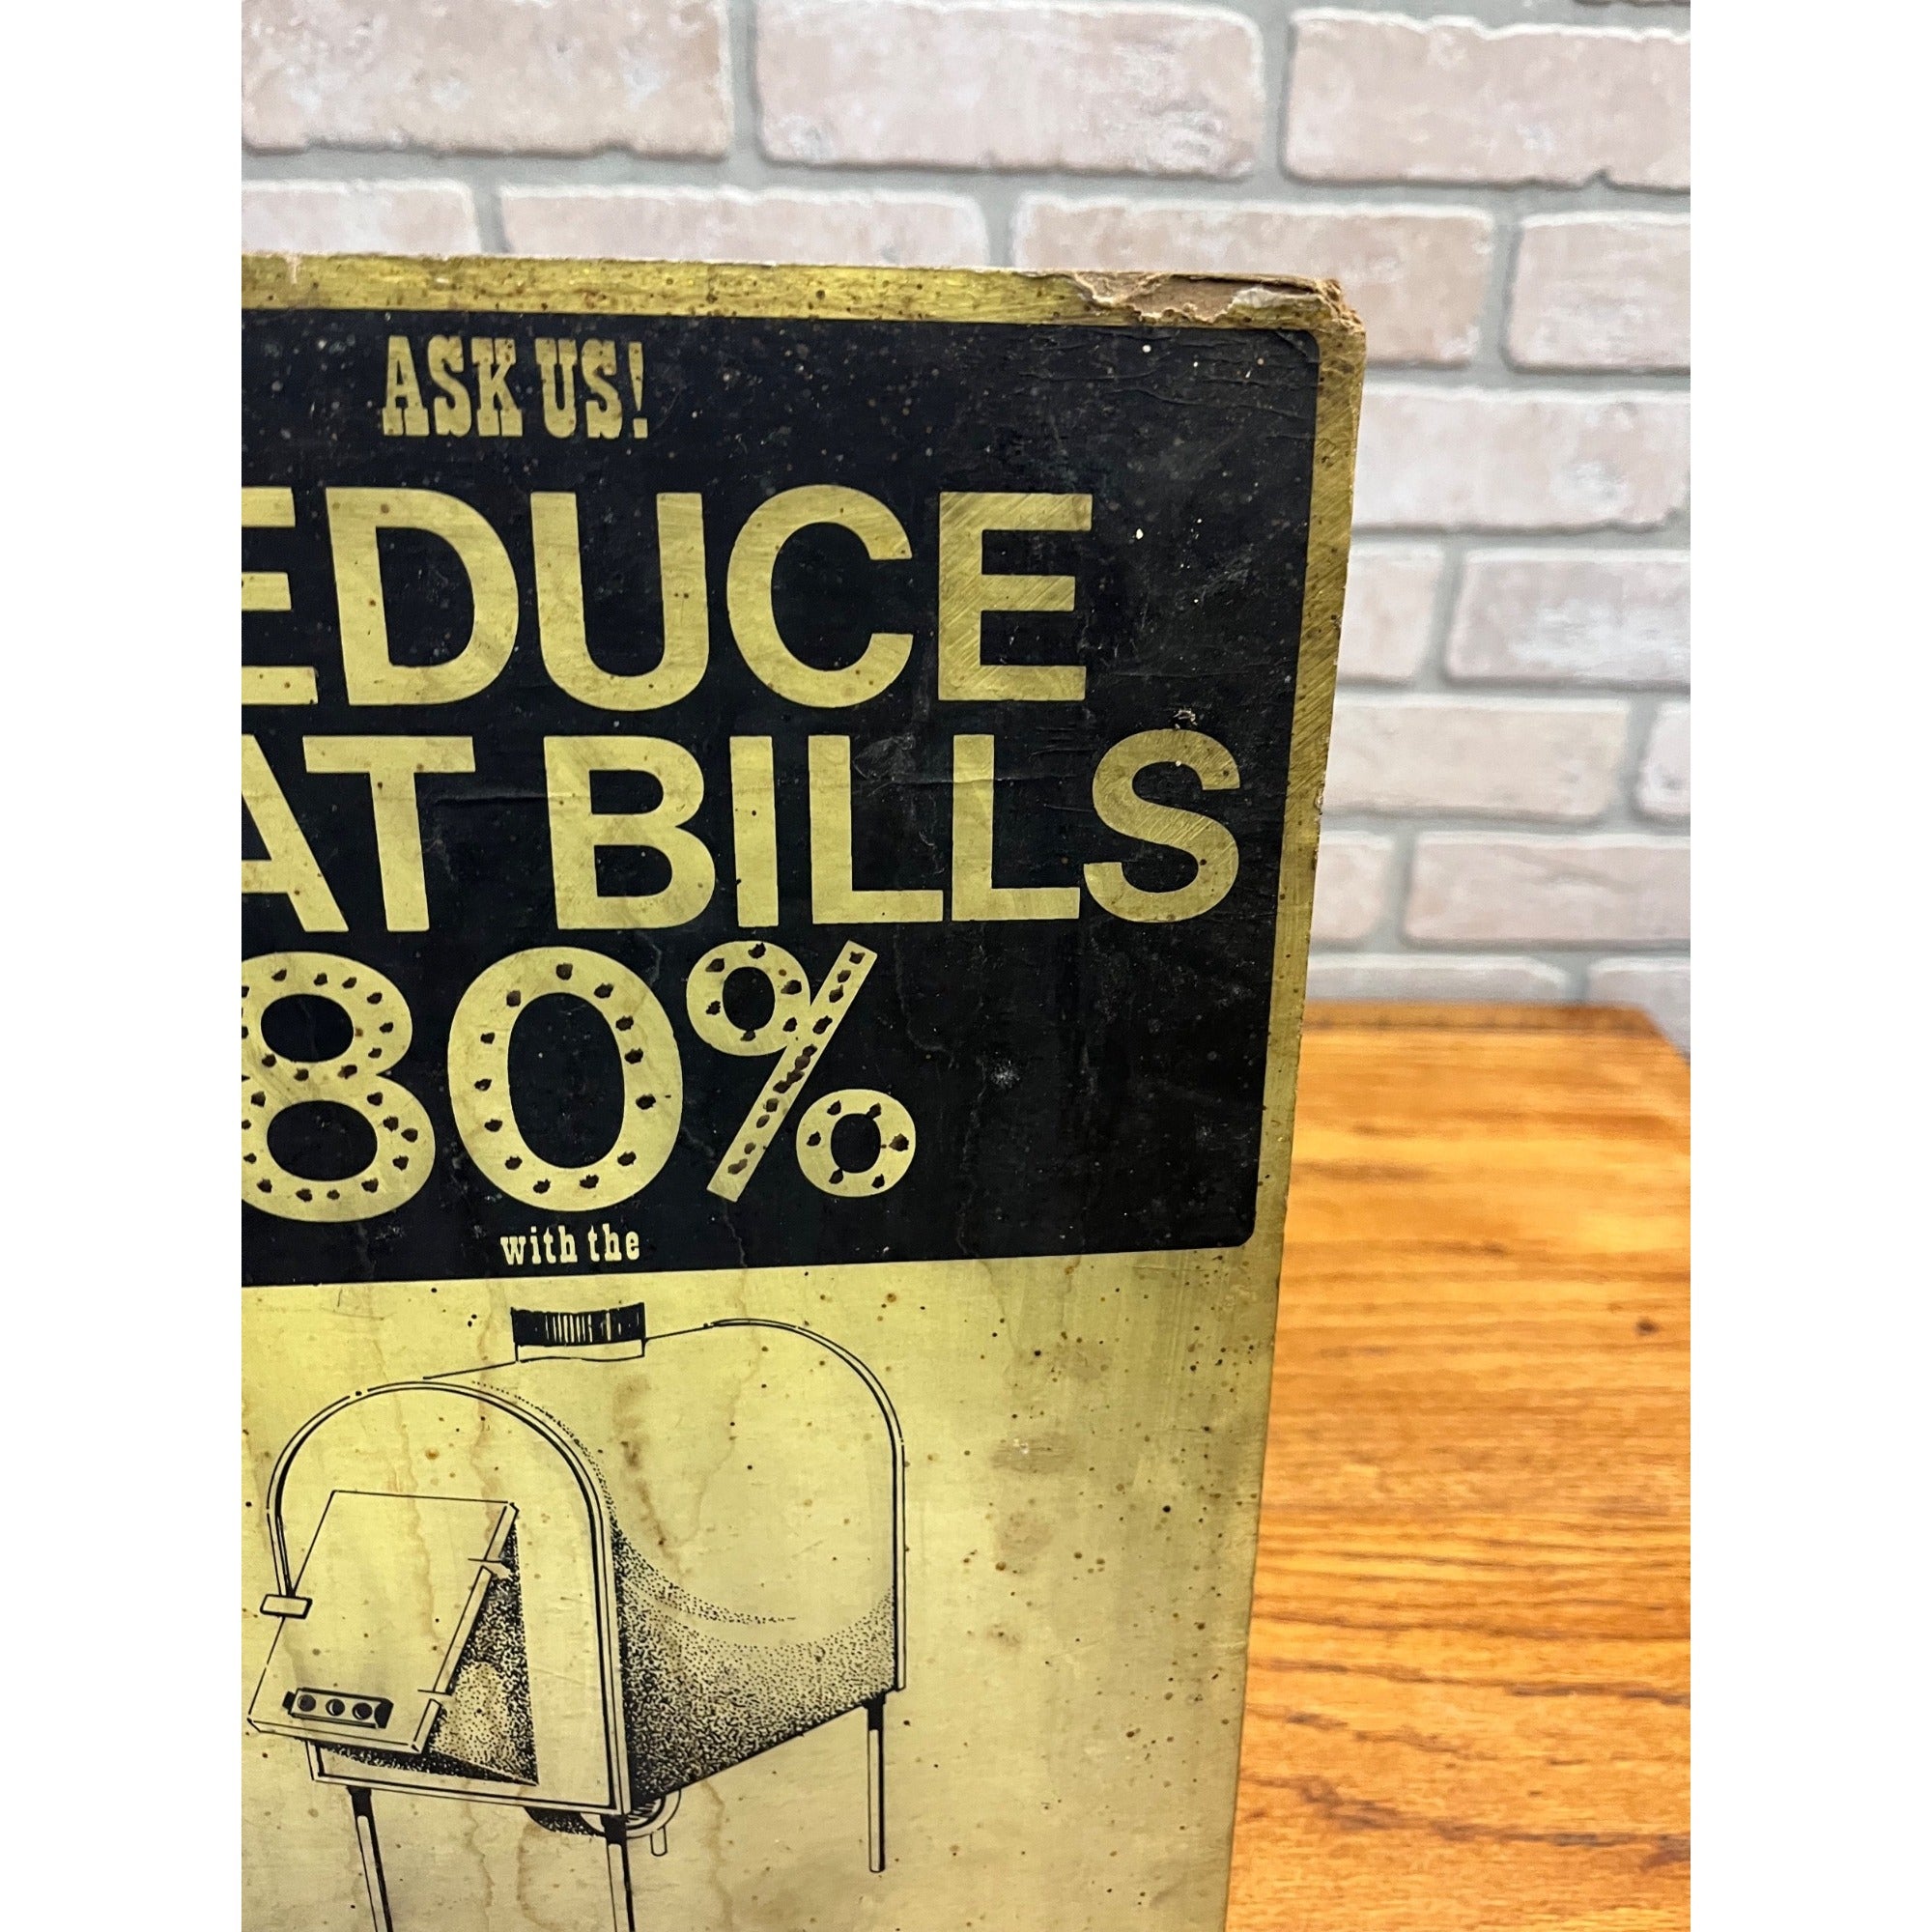 ASK US!
EDUCE
AT BILLS
80%
with the